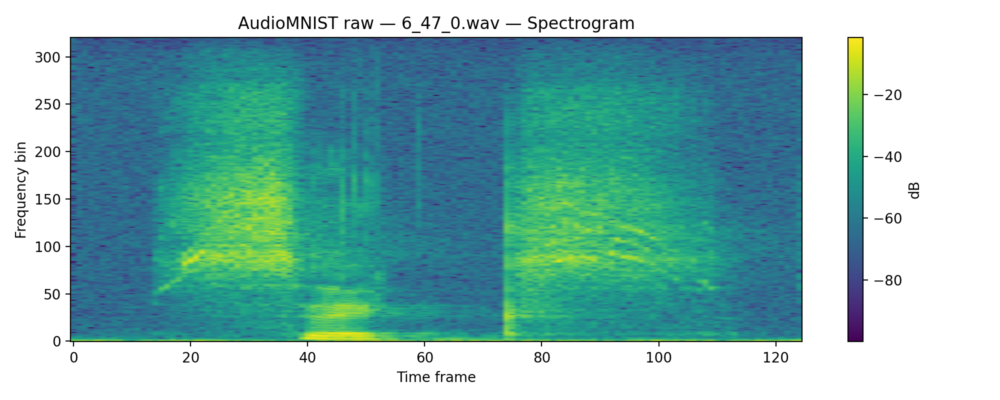 AudioMNIST raw — 6_47_0.wav — Spectrogram
300
250
200
150
100
50
0
Frequency bin
0 20 40 60 80 100 120
Time frame
−20
−40
−60
−80
dB